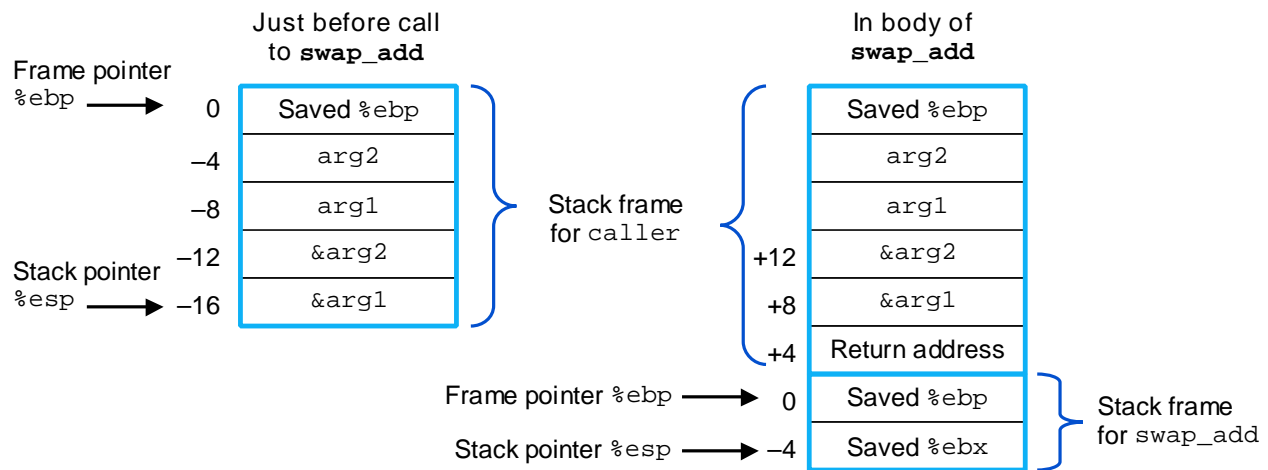 Just before call
to swap_add
Frame pointer
%ebp
0
Saved %ebp
–4
arg2
–8
arg1
–12
&arg2
Stack pointer
%esp
–16
&arg1
Stack frame
for caller
In body of
swap_add
Saved %ebp
arg2
arg1
+12
&arg2
+8
&arg1
+4
Return address
Frame pointer %ebp
0
Saved %ebp
Stack pointer %esp
–4
Saved %ebx
Stack frame
for swap_add